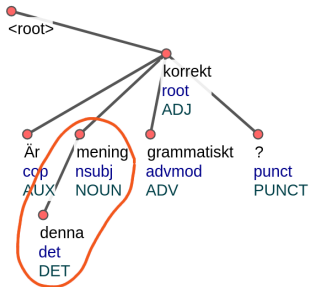 <root>
korrekt
root
ADJ
Är mening grammatiskt ?
cop nsubj advmod punct
AUX NOUN ADV PUNCT
denna
det
DET